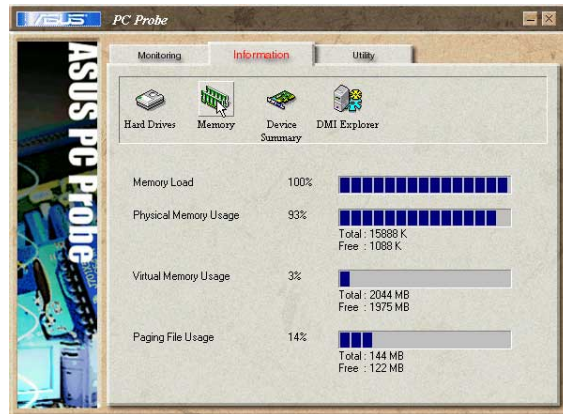 /ISUS PC Probe
ASUS PC Probe
Monitoring Information Utility
Hard Drives Memory Device Summary DMI Explorer
Memory Load 100%
Physical Memory Usage 93%
Total : 15888 K
Free : 1088 K
Virtual Memory Usage 3%
Total : 2044 MB
Free : 1975 MB
Paging File Usage 14%
Total : 144 MB
Free : 122 MB